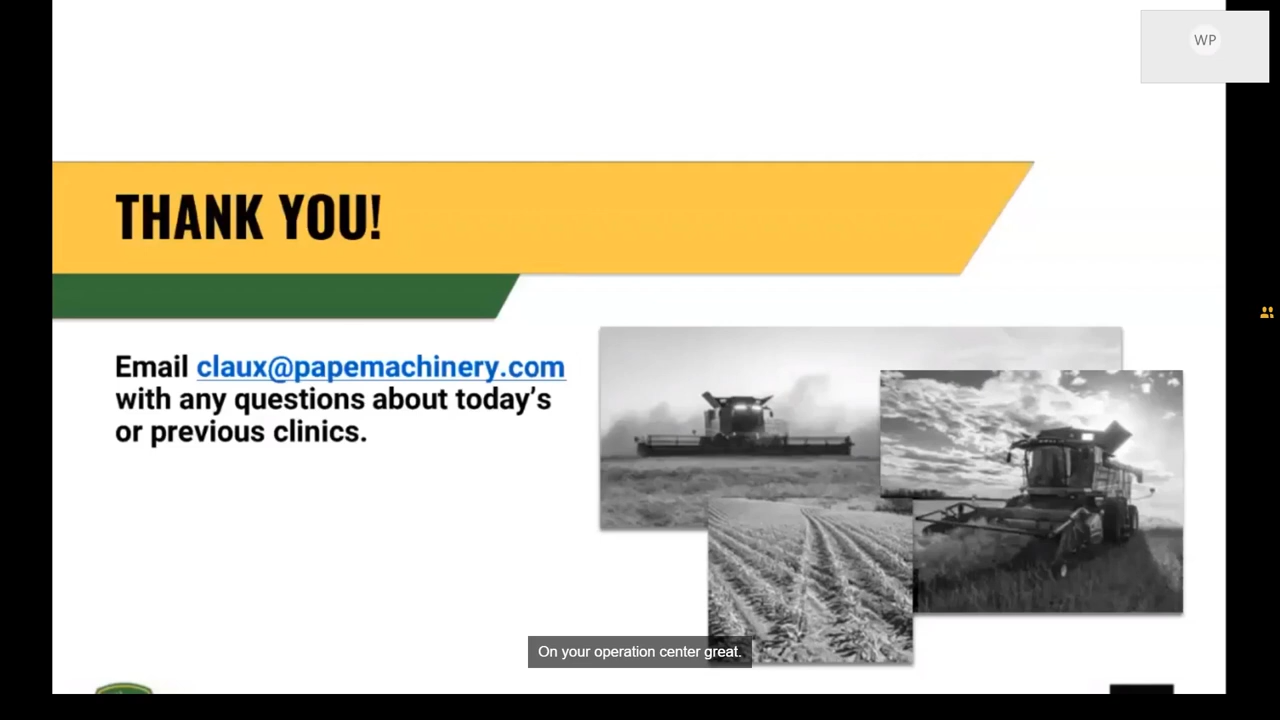 WP
THANK YOU!
Email claux@papemachinery.com
with any questions about today's
or previous clinics.
On your operation center great.